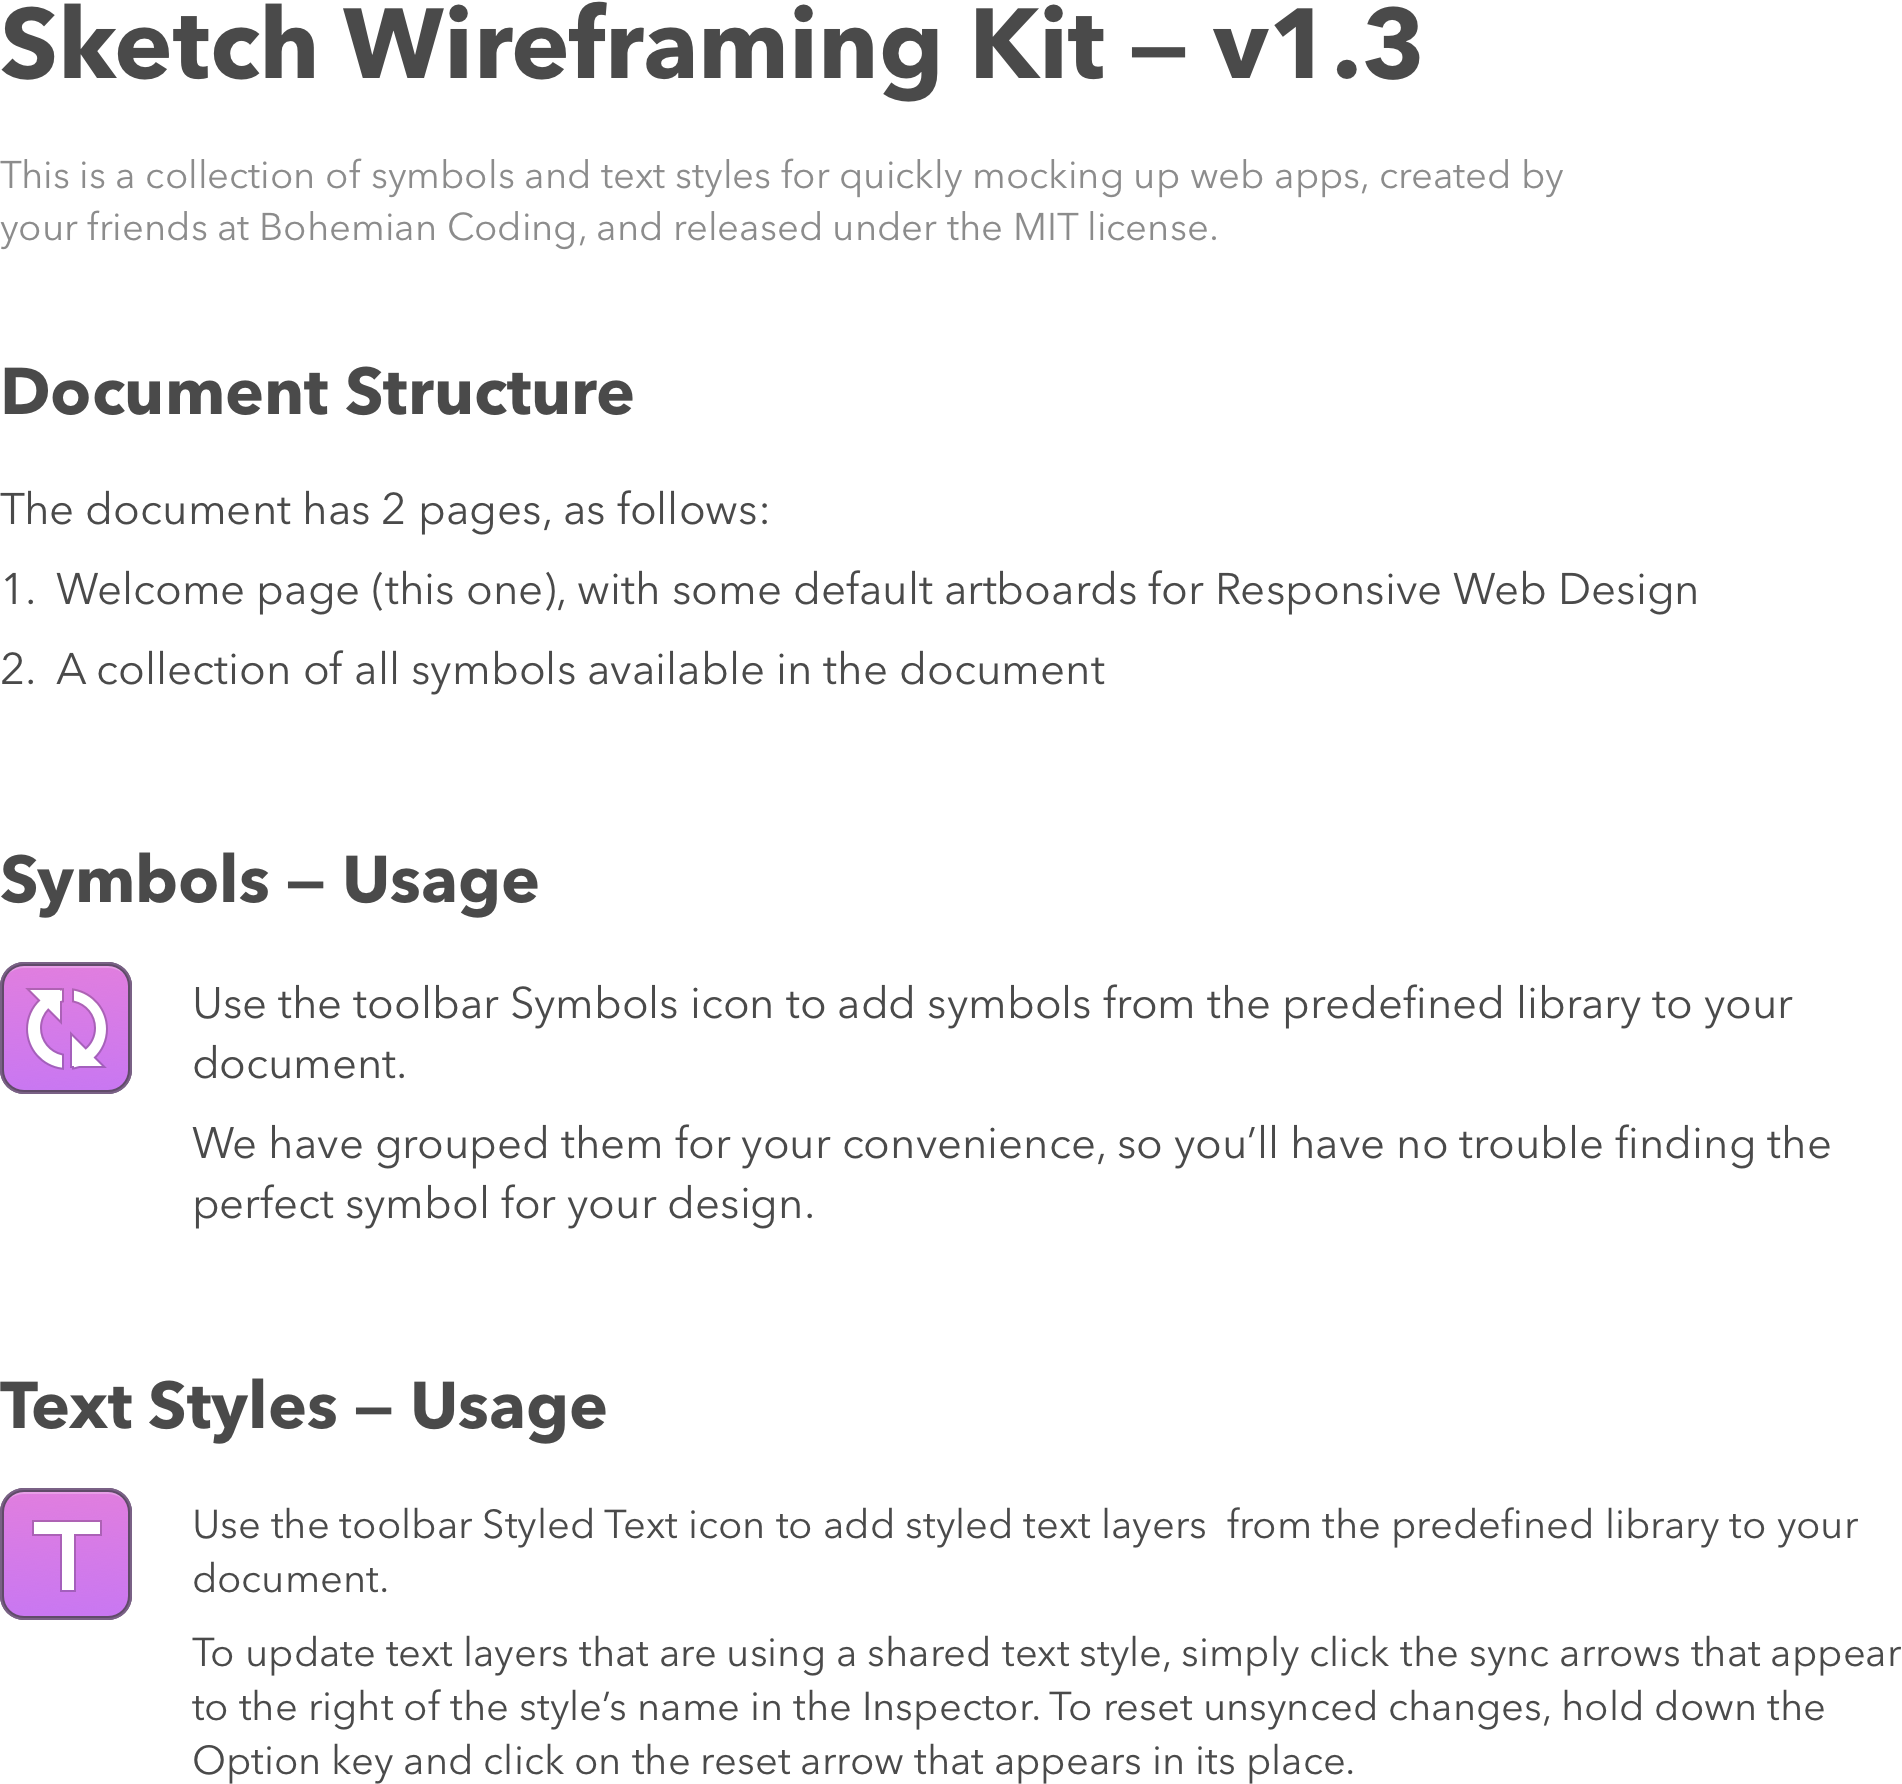 Sketch Wireframing Kit — v1.3
This is a collection of symbols and text styles for quickly mocking up web apps, created by
your friends at Bohemian Coding, and released under the MIT license.
Document Structure
The document has 2 pages, as follows:
1. Welcome page (this one), with some default artboards for Responsive Web Design
2. A collection of all symbols available in the document
Symbols — Usage
Use the toolbar Symbols icon to add symbols from the predefined library to your
document.
We have grouped them for your convenience, so you’ll have no trouble finding the
perfect symbol for your design.
Text Styles — Usage
T
Use the toolbar Styled Text icon to add styled text layers  from the predefined library to your
document.
To update text layers that are using a shared text style, simply click the sync arrows that appear
to the right of the style’s name in the Inspector. To reset unsynced changes, hold down the
Option key and click on the reset arrow that appears in its place.